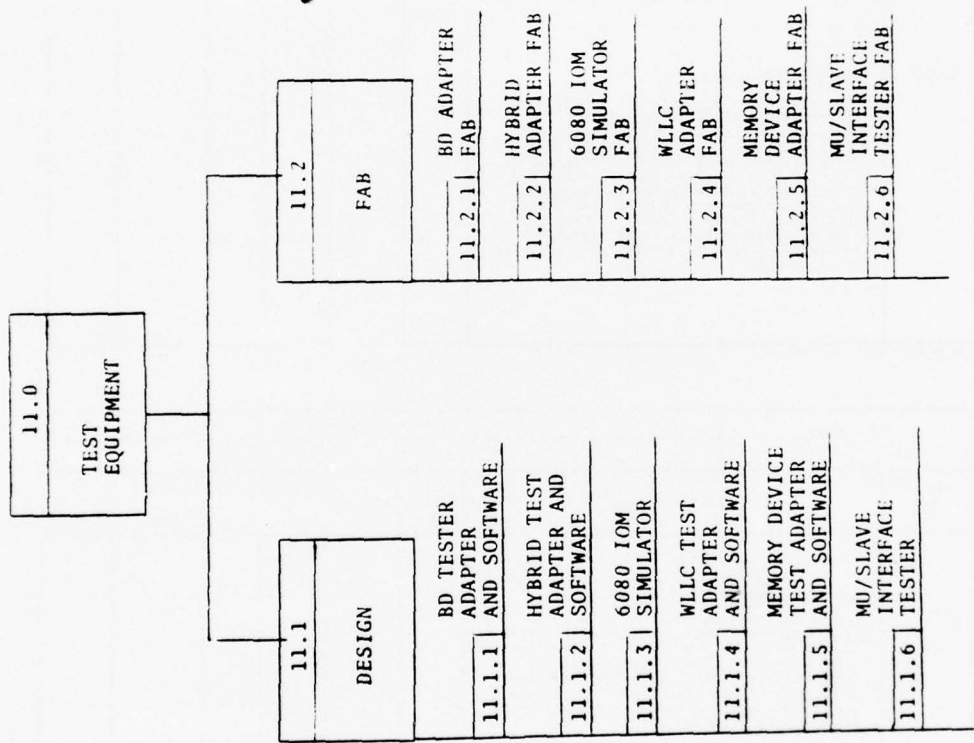 11.0
TEST
EQUIPMENT
11.1
DESIGN
11.1.1
BD TESTER
ADAPTER
AND SOFTWARE
11.1.2
HYBRID TEST
ADAPTER AND
SOFTWARE
11.1.3
6080 IOM
SIMULATOR
11.1.4
WLLC TEST
ADAPTER
AND SOFTWARE
11.1.5
MEMORY DEVICE
TEST ADAPTER
AND SOFTWARE
11.1.6
MU/SLAVE
INTERFACE
TESTER
11.2
FAB
11.2.1
BD ADAPTER
FAB
11.2.2
HYBRID
ADAPTER FAB
11.2.3
6080 IOM
SIMULATOR
FAB
11.2.4
WLLC
ADAPTER
FAB
11.2.5
MEMORY
DEVICE
ADAPTER FAB
11.2.6
MU/SLAVE
INTERFACE
TESTER FAB